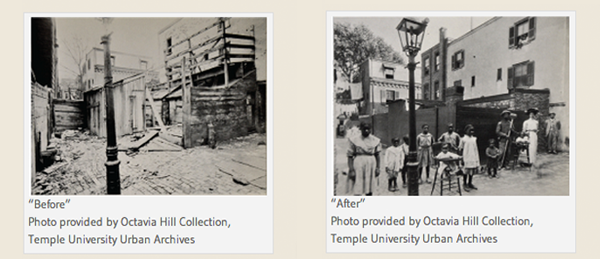 “Before”
Photo provided by Octavia Hill Collection,
Temple University Urban Archives
“After”
Photo provided by Octavia Hill Collection,
Temple University Urban Archives